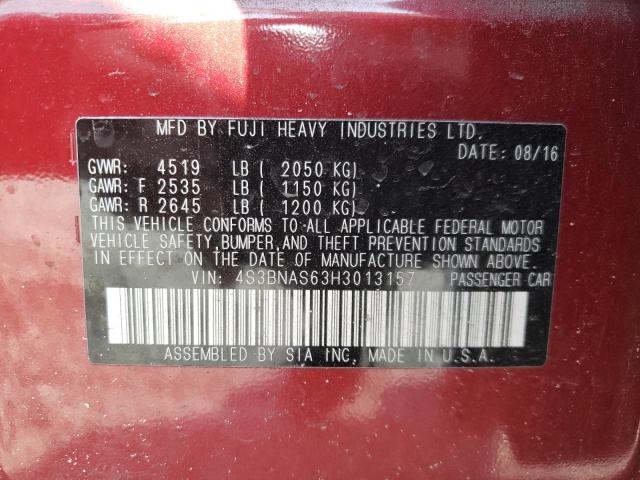 MFD BY FUJI HEAVY INDUSTRIES LTD.
DATE: 08/16
GVWR: 4519 LB ( 2050 KG)
GAWR: F 2535 LB ( 1150 KG)
GAWR: R 2645 LB ( 1200 KG)
THIS VEHICLE CONFORMS TO ALL APPLICABLE FEDERAL MOTOR
VEHICLE SAFETY, BUMPER, AND THEFT PREVENTION STANDARDS
IN EFFECT ON THE DATE OF MANUFACTURE SHOWN ABOVE.
VIN: 4S3BNAS63H3013157 PASSENGER CAR
ASSEMBLED BY SIA INC, MADE IN U.S.A.